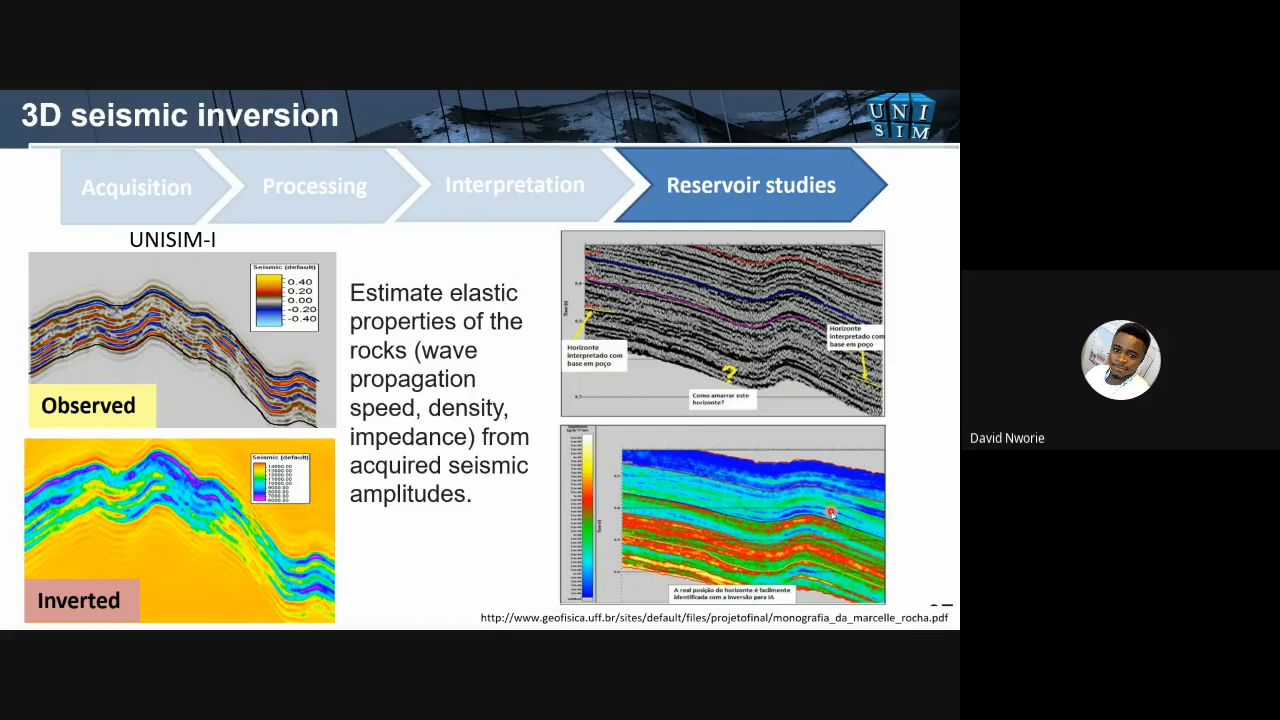 3D seismic inversion
UNI
SIM
Acquisition
Processing
Interpretation
Reservoir studies
UNISIM-I
Seismic (default)
0.40
0.20
0.00
-0.20
-0.40
Observed
Seismic (default)
14000.00
13000.00
12000.00
11000.00
10000.00
9000.00
8000.00
7000.00
6000.00
Inverted
Estimate elastic
properties of the
rocks (wave
propagation
speed, density,
impedance) from
acquired seismic
amplitudes.
Horizonte
interpretado com
base em poço
Horizonte
interpretado com
base em poço
?
Como amarrar este
horizonte?
A real posição do horizonte é facilmente
identificada com a inversão para IA
http://www.geofisica.uff.br/sites/default/files/projetofinal/monografia_da_marcelle_rocha.pdf
David Nworie